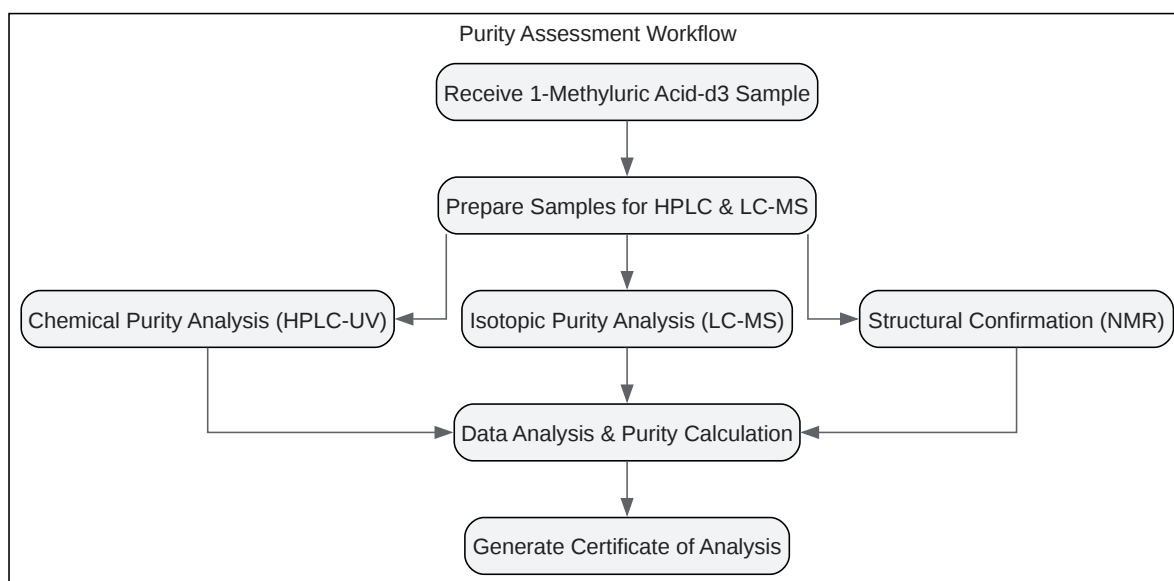 Purity Assessment Workflow
Receive 1-Methyluric Acid-d3 Sample
Prepare Samples for HPLC & LC-MS
Chemical Purity Analysis (HPLC-UV)
Isotopic Purity Analysis (LC-MS)
Structural Confirmation (NMR)
Data Analysis & Purity Calculation
Generate Certificate of Analysis